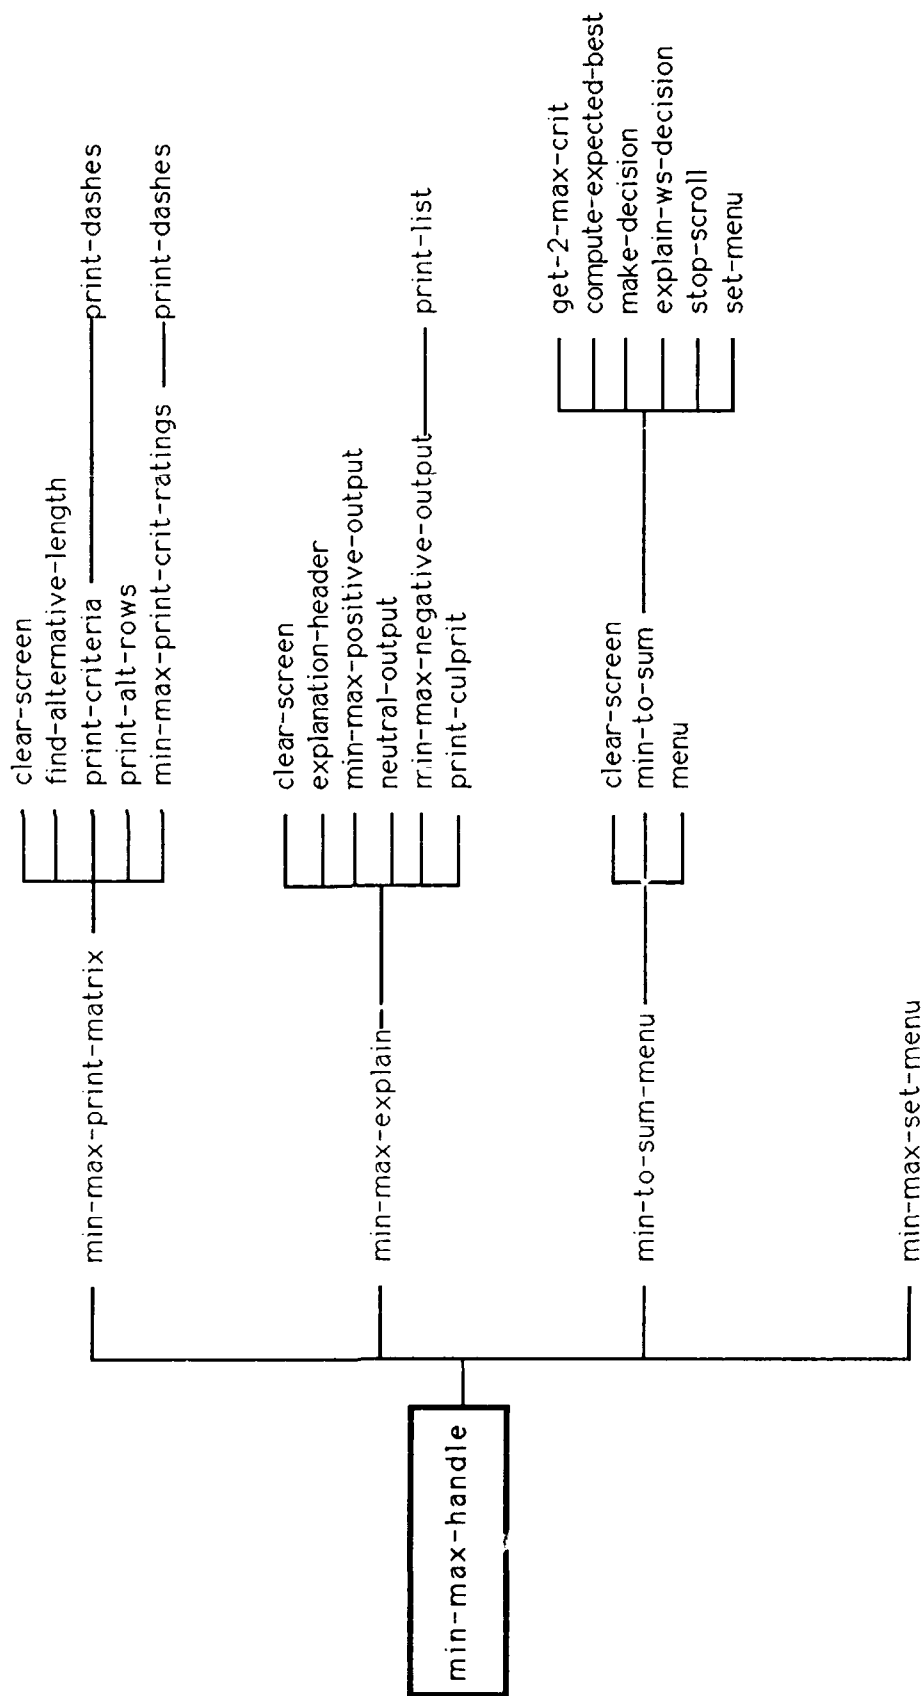 min-max-handle
min-max-print-matrix
clear-screen
find-alternative-length
print-criteria
print-dashes
print-alt-rows
min-max-print-crit-ratings
print-dashes
min-max-explain
clear-screen
explanation-header
min-max-positive-output
neutral-output
min-max-negative-output
print-list
print-culprit
min-to-sum-menu
clear-screen
min-to-sum
get-2-max-crit
compute-expected-best
make-decision
explain-ws-decision
stop-scroll
set-menu
menu
min-max-set-menu